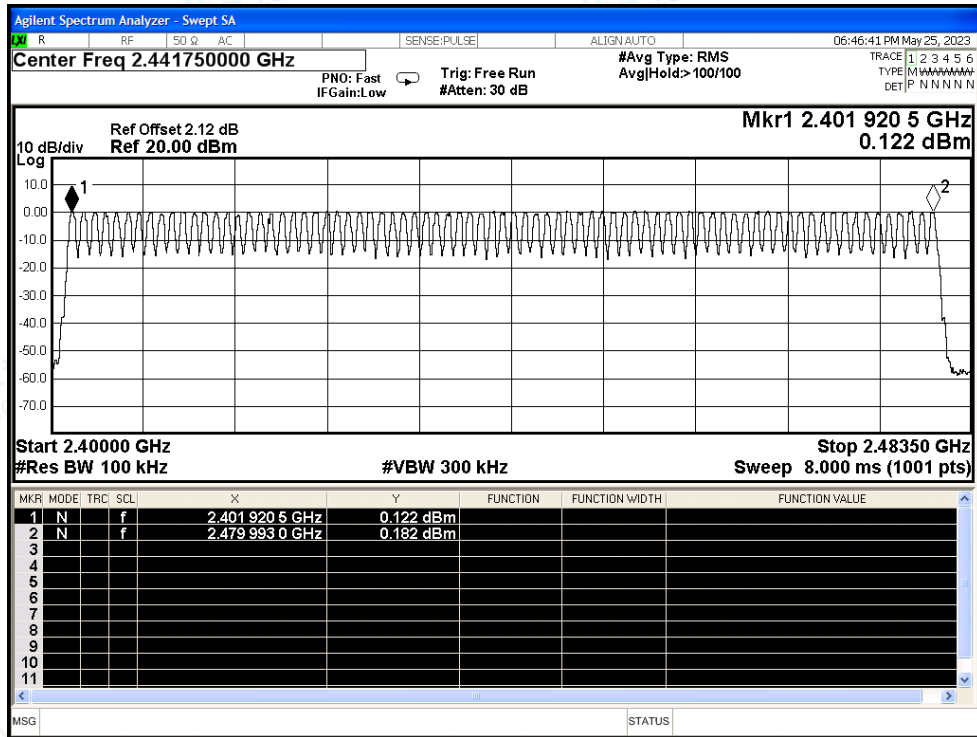 Agilent Spectrum Analyzer - Swept SA
LXI R RF 50 Ω AC SENSE:PULSE ALIGN AUTO 06:46:41 PM May 25, 2023
Center Freq 2.441750000 GHz
PNO: Fast
IFGain:Low
Trig: Free Run
#Atten: 30 dB
#Avg Type: RMS
Avg|Hold:>100/100
TRACE 1 2 3 4 5 6
TYPE M
DET P N N N N N
Mkr1 2.401 920 5 GHz
0.122 dBm
Ref Offset 2.12 dB
10 dB/div Ref 20.00 dBm
Log
10.0
0.00
-10.0
-20.0
-30.0
-40.0
-50.0
-60.0
-70.0
1
2
Start 2.40000 GHz Stop 2.48350 GHz
#Res BW 100 kHz #VBW 300 kHz Sweep 8.000 ms (1001 pts)
MKR MODE TRC SCL X Y FUNCTION FUNCTION WIDTH FUNCTION VALUE
1 N f 2.401 920 5 GHz 0.122 dBm
2 N f 2.479 993 0 GHz 0.182 dBm
3
4
5
6
7
8
9
10
11
MSG STATUS